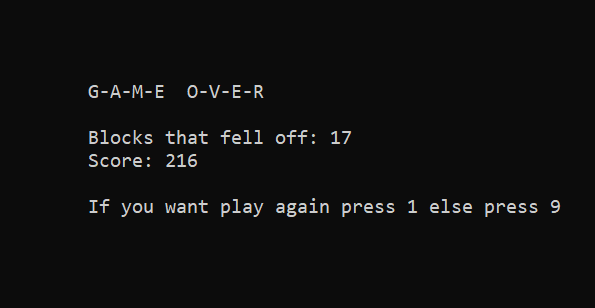 G-A-M-E  O-V-E-R
Blocks that fell off: 17
Score: 216
If you want play again press 1 else press 9